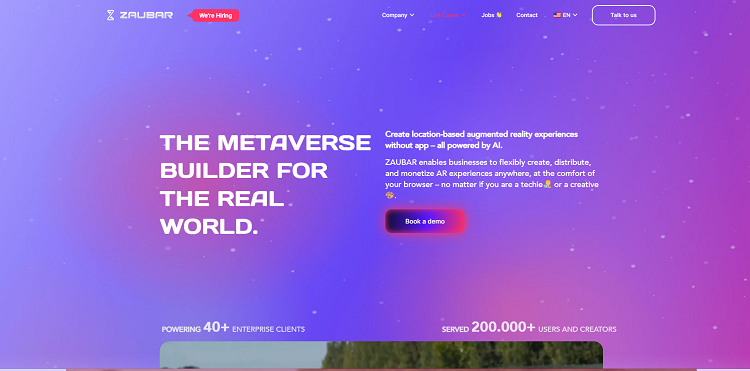 ZAUBAR
We're Hiring
Company
Jobs 👋
Contact
🇺🇸 EN
Talk to us
THE METAVERSE
BUILDER FOR
THE REAL
WORLD.
Create location-based augmented reality experiences
without app – all powered by AI.
ZAUBAR enables businesses to flexibly create, distribute,
and monetize AR experiences anywhere, at the comfort of
your browser – no matter if you are a techie or a creative
.
Book a demo
POWERING 40+ ENTERPRISE CLIENTS
SERVED 200.000+ USERS AND CREATORS